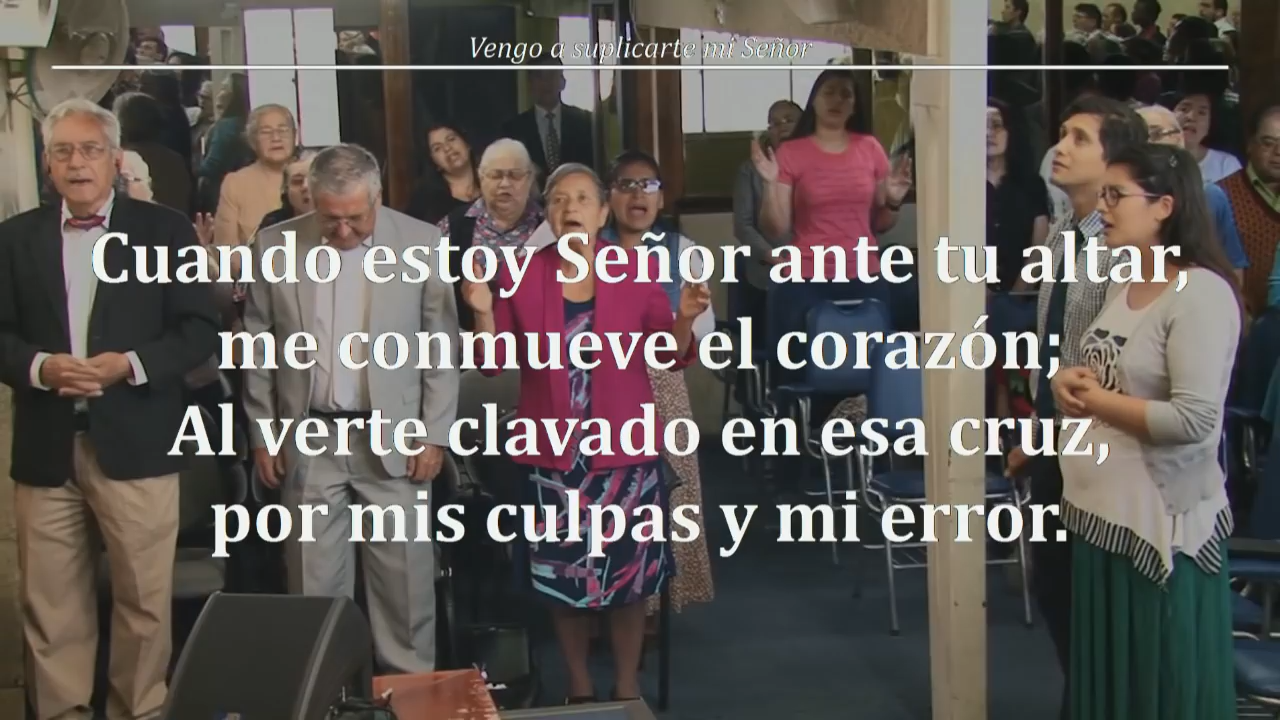 Vengo a suplicarte mi Señor
Cuando estoy Señor ante tu altar,
me conmueve el corazón;
Al verte clavado en esa cruz,
por mis culpas y mi error.